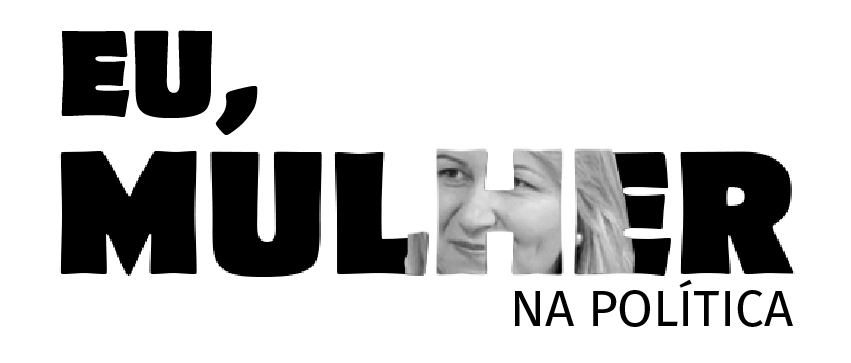 EU,
MULHER
NA POLÍTICA